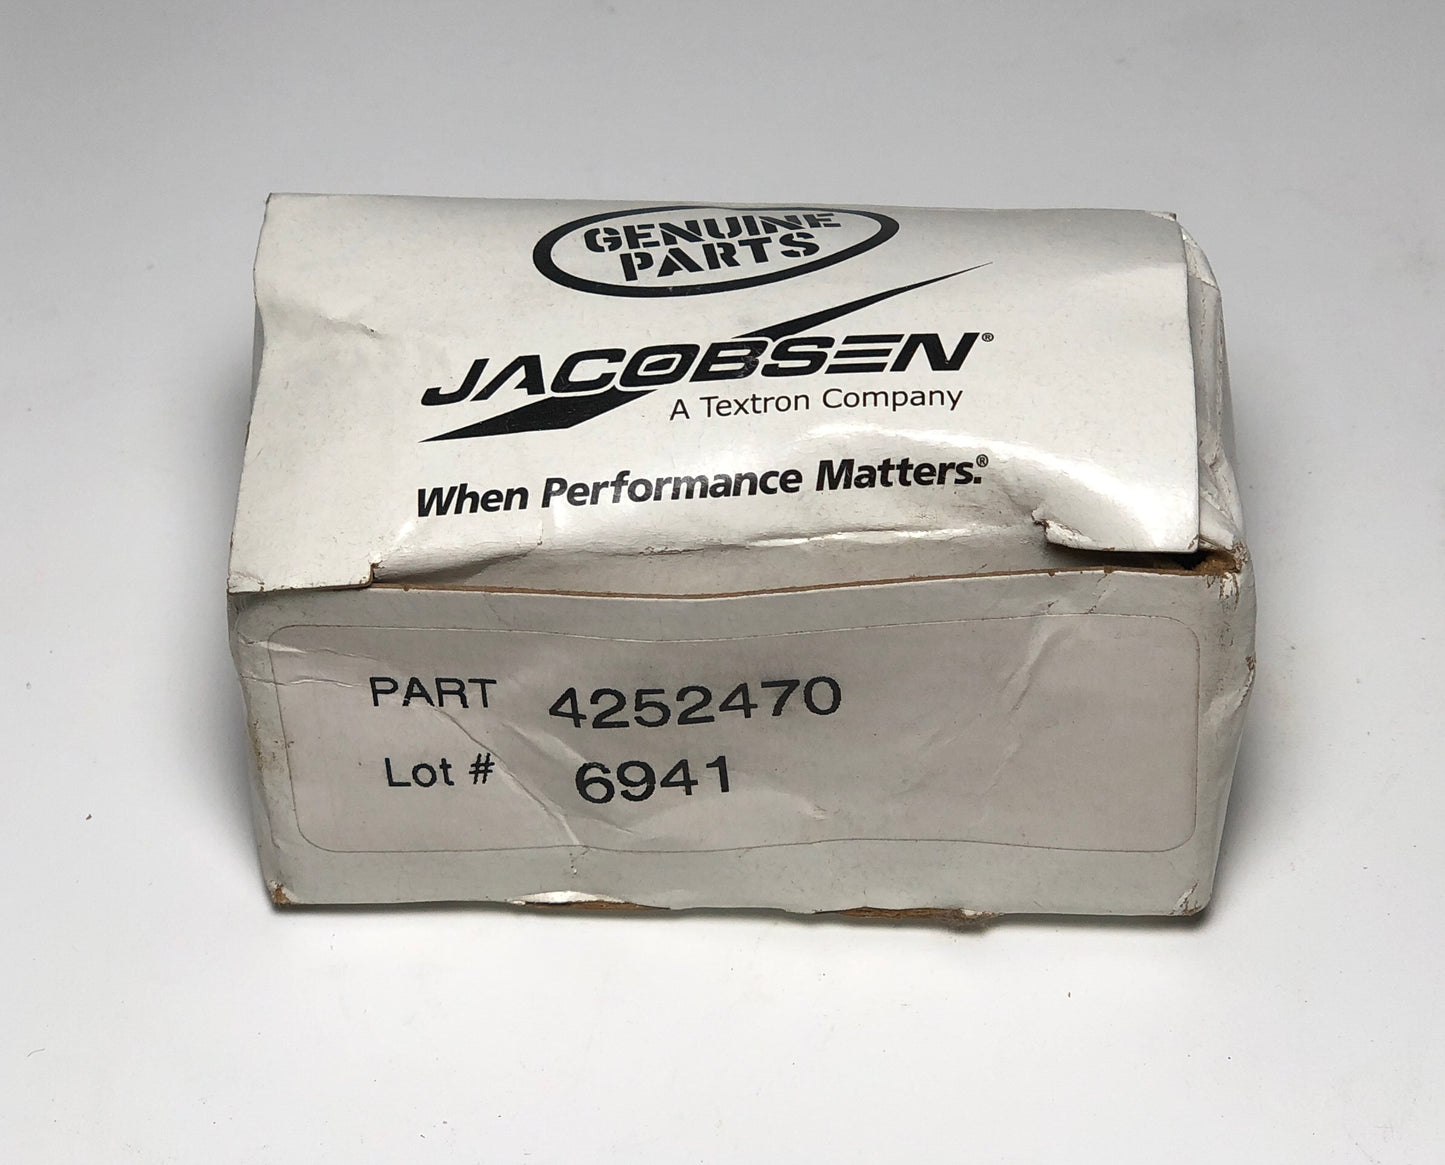 GENUINE
PARTS
JACOBSEN®
A Textron Company
When Performance Matters.®
PART 4252470
Lot # 6941